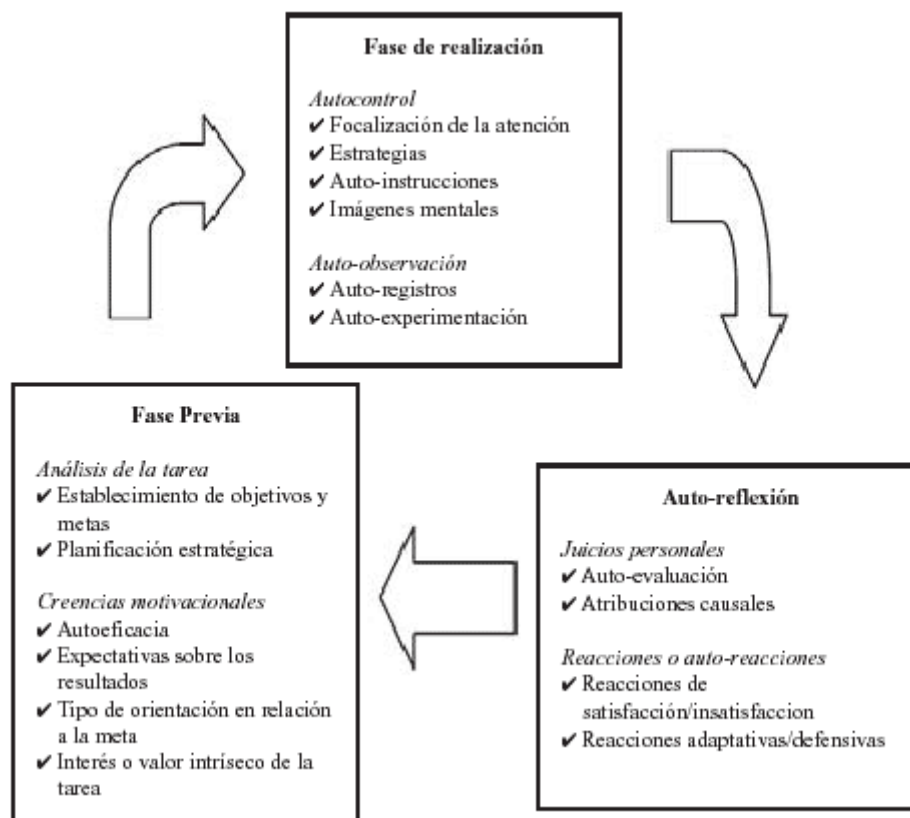 Fase de realización
Autocontrol
✔ Focalización de la atención
✔ Estrategias
✔ Auto-instrucciones
✔ Imágenes mentales
Auto-observación
✔ Auto-registros
✔ Auto-experimentación
Fase Previa
Análisis de la tarea
✔ Establecimiento de objetivos y
metas
✔ Planificación estratégica
Creencias motivacionales
✔ Autoeficacia
✔ Expectativas sobre los
resultados
✔ Tipo de orientación en relación
a la meta
✔ Interés o valor intríseco de la
tarea
Auto-reflexión
Juicios personales
✔ Auto-evaluación
✔ Atribuciones causales
Reacciones o auto-reacciones
✔ Reacciones de
satisfacción/insatisfaccion
✔ Reacciones adaptativas/defensivas